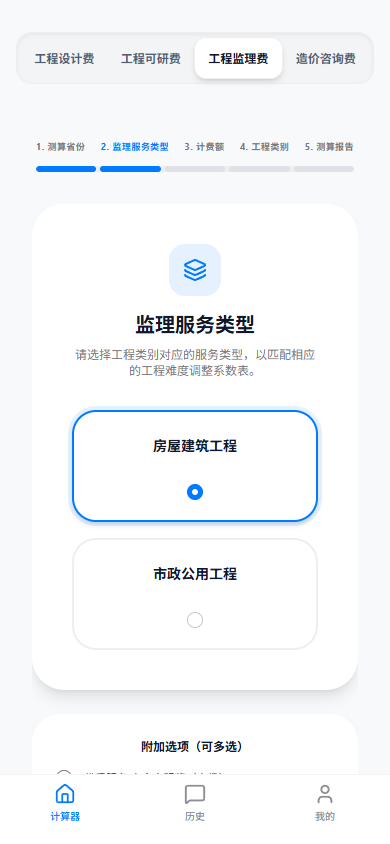 工程设计费 工程可研费 工程监理费 造价咨询费
1. 测算省份 2. 监理服务类型 3. 计费额 4. 工程类别 5. 测算报告
监理服务类型
请选择工程类别对应的服务类型，以匹配相应
的工程难度调整系数表。
房屋建筑工程
市政公用工程
附加选项（可多选）
计算器 历史 我的